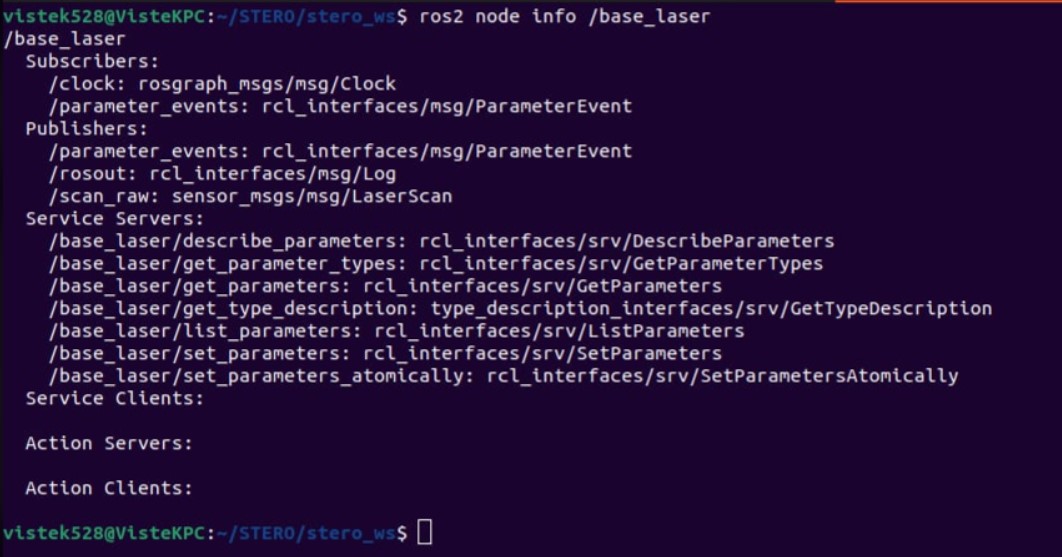 vistek528@VisteKPC:~/STERO/stero_ws$ ros2 node info /base_laser
/base_laser
  Subscribers:
    /clock: rosgraph_msgs/msg/Clock
    /parameter_events: rcl_interfaces/msg/ParameterEvent
  Publishers:
    /parameter_events: rcl_interfaces/msg/ParameterEvent
    /rosout: rcl_interfaces/msg/Log
    /scan_raw: sensor_msgs/msg/LaserScan
  Service Servers:
    /base_laser/describe_parameters: rcl_interfaces/srv/DescribeParameters
    /base_laser/get_parameter_types: rcl_interfaces/srv/GetParameterTypes
    /base_laser/get_parameters: rcl_interfaces/srv/GetParameters
    /base_laser/get_type_description: type_description_interfaces/srv/GetTypeDescription
    /base_laser/list_parameters: rcl_interfaces/srv/ListParameters
    /base_laser/set_parameters: rcl_interfaces/srv/SetParameters
    /base_laser/set_parameters_atomically: rcl_interfaces/srv/SetParametersAtomically
  Service Clients:
  Action Servers:
  Action Clients:
vistek528@VisteKPC:~/STERO/stero_ws$